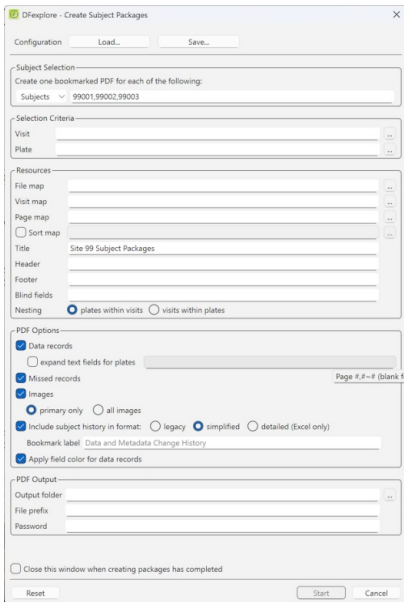 DFexplore - Create Subject Packages
Configuration Load... Save...
Subject Selection
Create one bookmarked PDF for each of the following:
Subjects 99001,99002,99003
Selection Criteria
Visit ..
Plate ..
Resources
File map ..
Visit map ..
Page map ..
Sort map ..
Title Site 99 Subject Packages
Header
Footer
Blind fields
Nesting plates within visits visits within plates
PDF Options
Data records
expand text fields for plates
Missed records Page #,#~# (blank f
Images
primary only all images
Include subject history in format: legacy simplified detailed (Excel only)
Bookmark label Data and Metadata Change History
Apply field color for data records
PDF Output
Output folder ..
File prefix
Password
Close this window when creating packages has completed
Reset Start Cancel